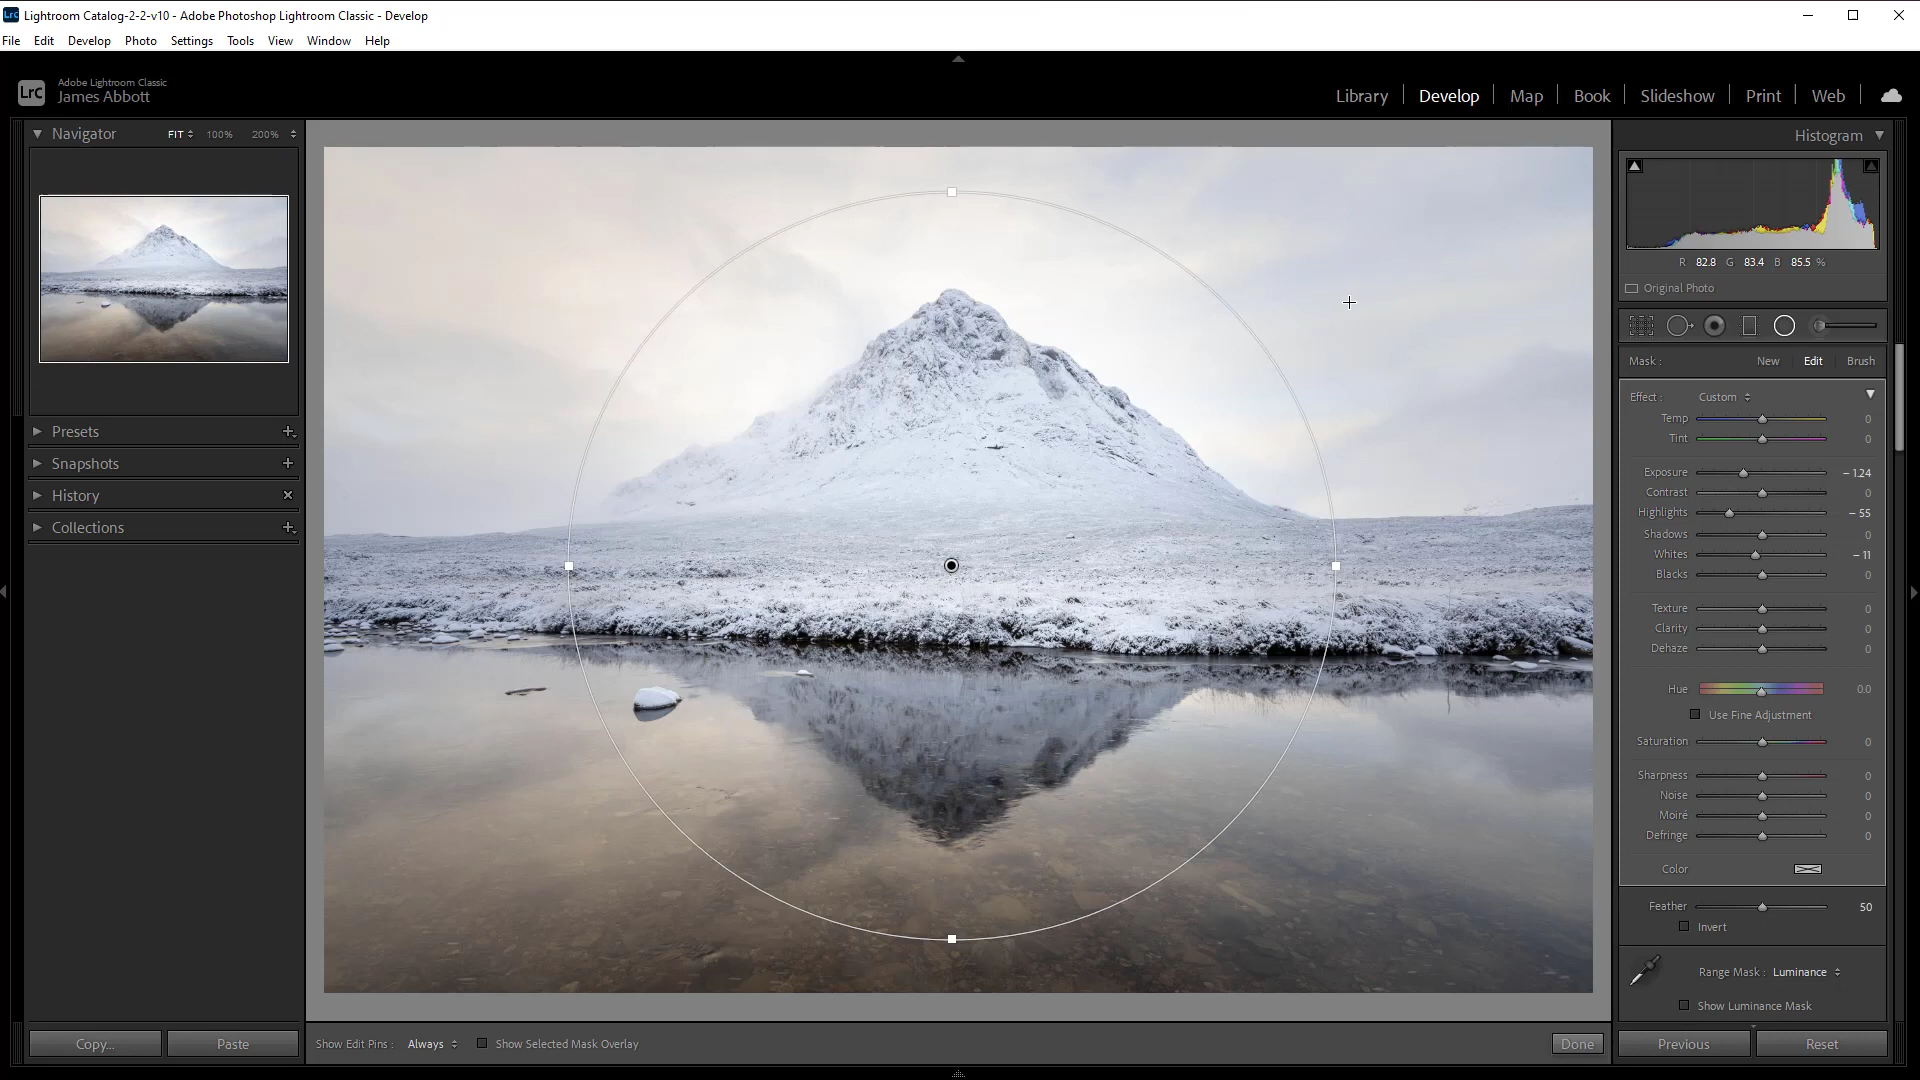 Lrc Lightroom Catalog-2-2-v10 - Adobe Photoshop Lightroom Classic - Develop
File Edit Develop Photo Settings Tools View Window Help
Lrc
Adobe Lightroom Classic
James Abbott
Library Develop Map Book Slideshow Print Web
Navigator FIT 100% 200%
Presets
Snapshots
History
Collections
Copy... Paste
Show Edit Pins : Always Show Selected Mask Overlay Done
Histogram
R 82.8 G 83.4 B 85.5 %
Original Photo
Mask : New Edit Brush
Effect : Custom
Temp 0
Tint 0
Exposure – 1.24
Contrast 0
Highlights – 55
Shadows 0
Whites – 11
Blacks 0
Texture 0
Clarity 0
Dehaze 0
Hue 0.0
Use Fine Adjustment
Saturation 0
Sharpness 0
Noise 0
Moiré 0
Defringe 0
Color
Feather 50
Invert
Range Mask : Luminance
Show Luminance Mask
Previous Reset